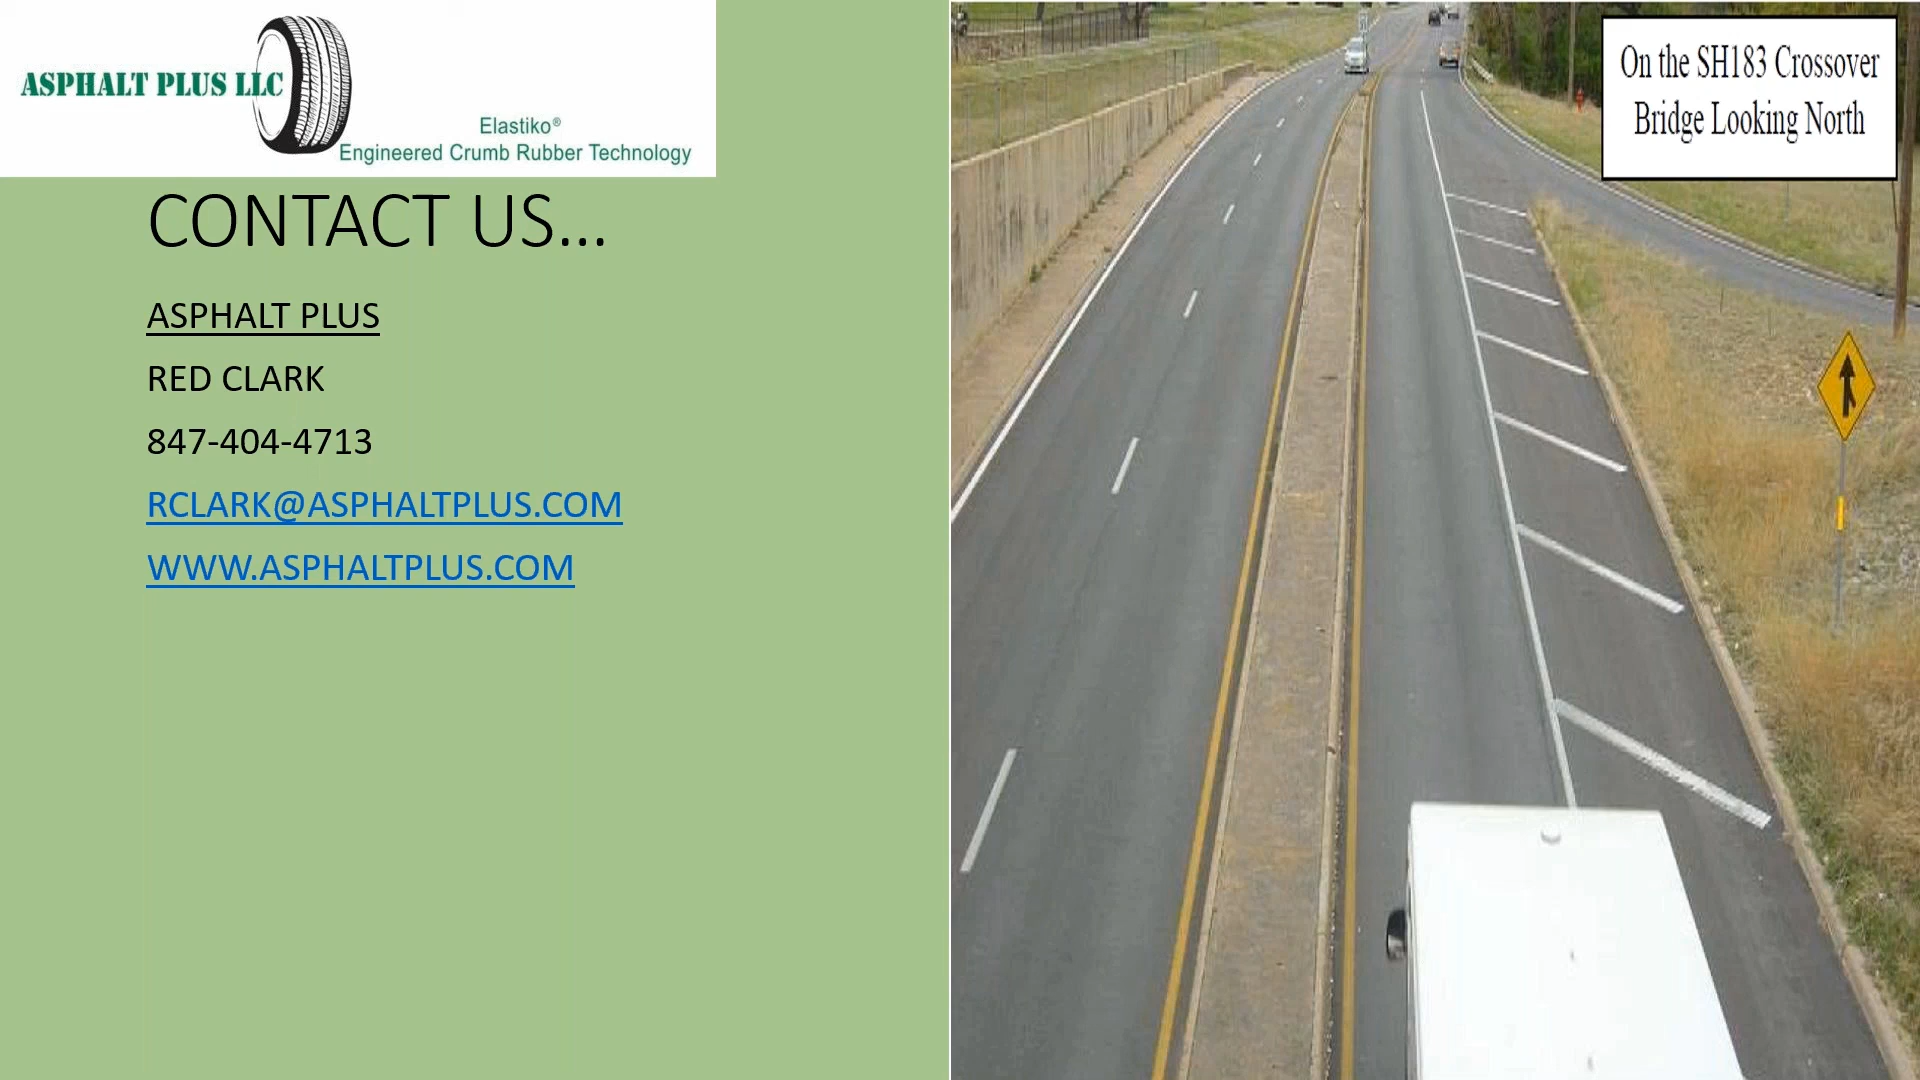 ASPHALT PLUS LLC
Elastiko®
Engineered Crumb Rubber Technology
CONTACT US...
ASPHALT PLUS
RED CLARK
847-404-4713
RCLARK@ASPHALTPLUS.COM
WWW.ASPHALTPLUS.COM
On the SH183 Crossover
Bridge Looking North